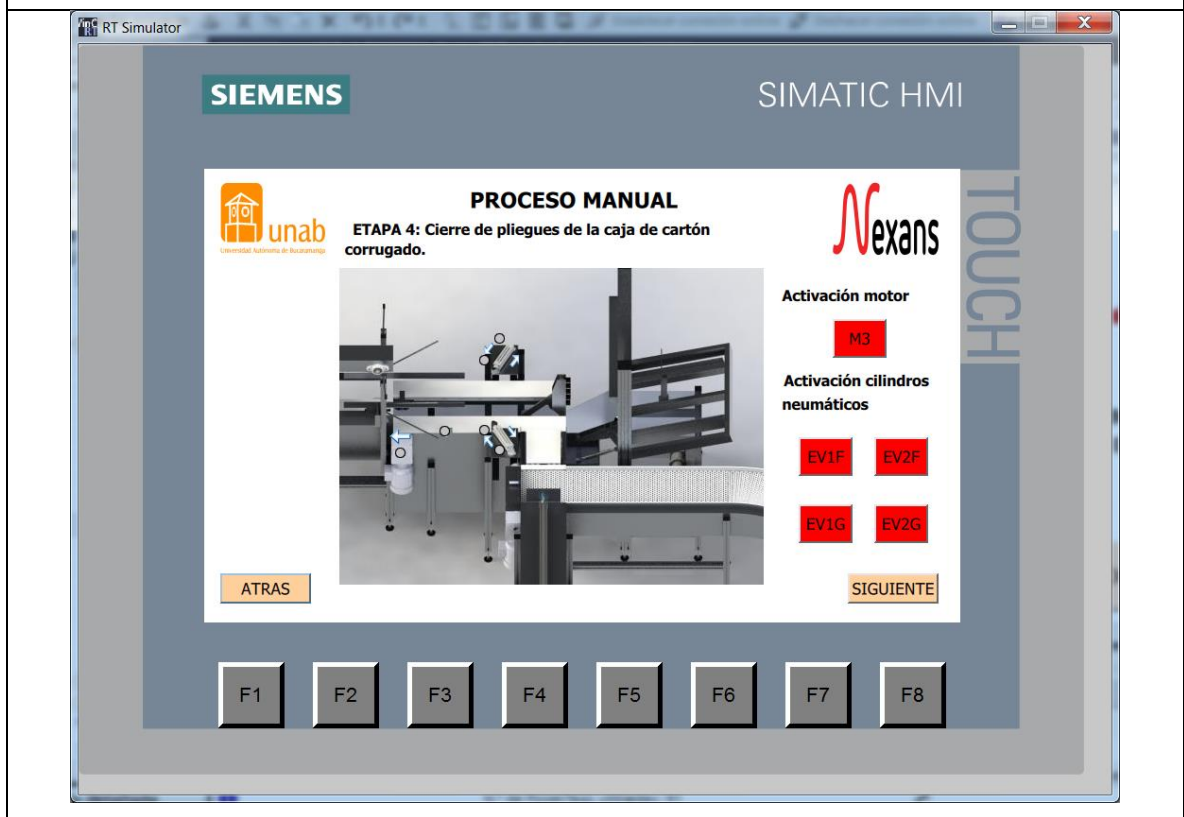 RT Simulator
SIEMENS
SIMATIC HMI
TOUCH
unab
Universidad Autónoma de Bucaramanga
PROCESO MANUAL
ETAPA 4: Cierre de pliegues de la caja de cartón
corrugado.
Nexans
Activación motor
M3
Activación cilindros
neumáticos
EV1F EV2F
EV1G EV2G
ATRAS
SIGUIENTE
F1 F2 F3 F4 F5 F6 F7 F8